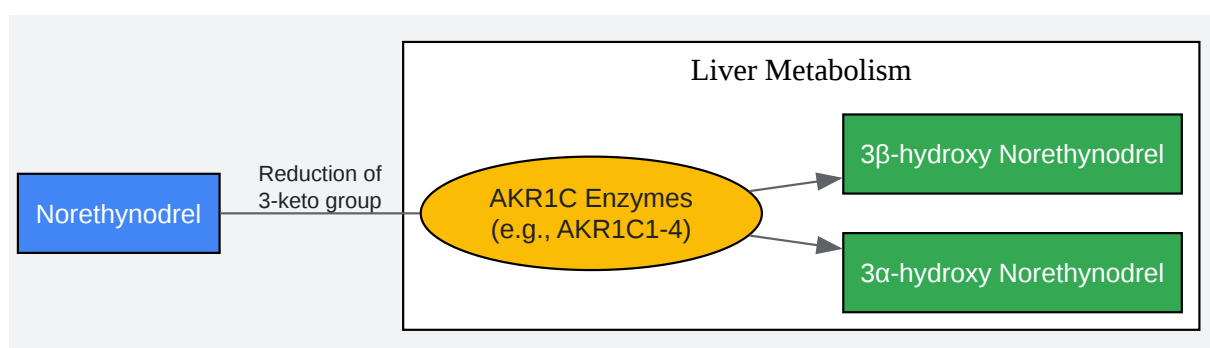 Liver Metabolism
Norethynodrel
Reduction of
3-keto group
AKR1C Enzymes
(e.g., AKR1C1-4)
3β-hydroxy Norethynodrel
3α-hydroxy Norethynodrel